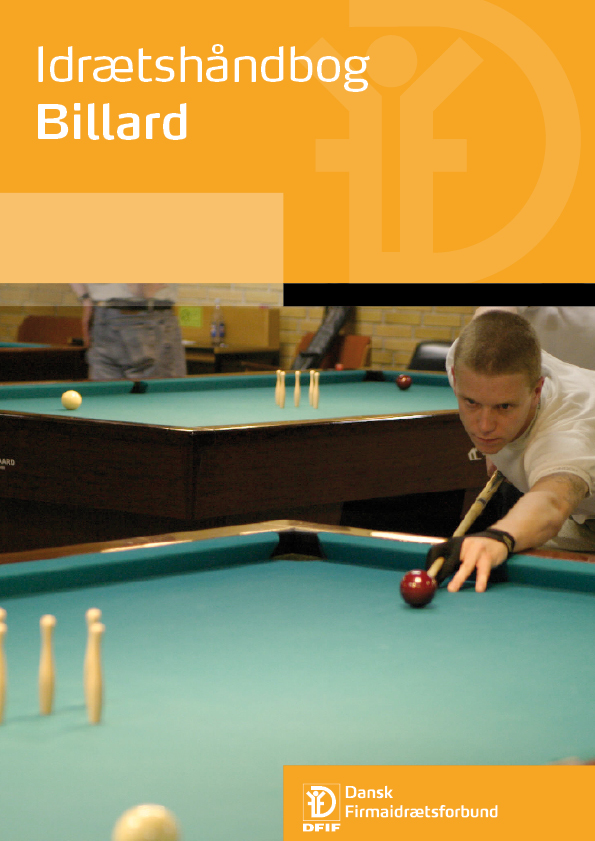 Idrætshåndbog
Billard
Dansk
Firmaidrætsforbund
DFIF